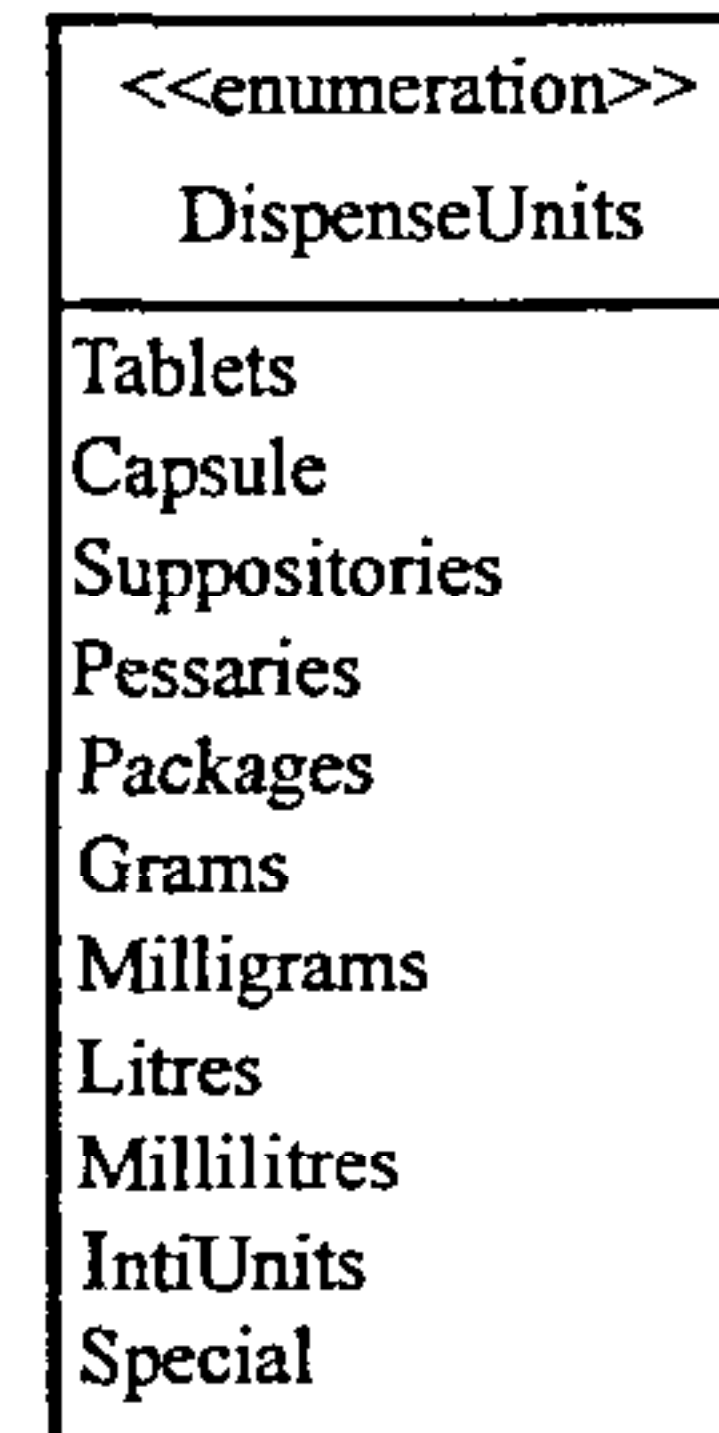 <<enumeration>>
DispenseUnits
Tablets
Capsule
Suppositories
Pessaries
Packages
Grams
Milligrams
Litres
Millilitres
IntiUnits
Special